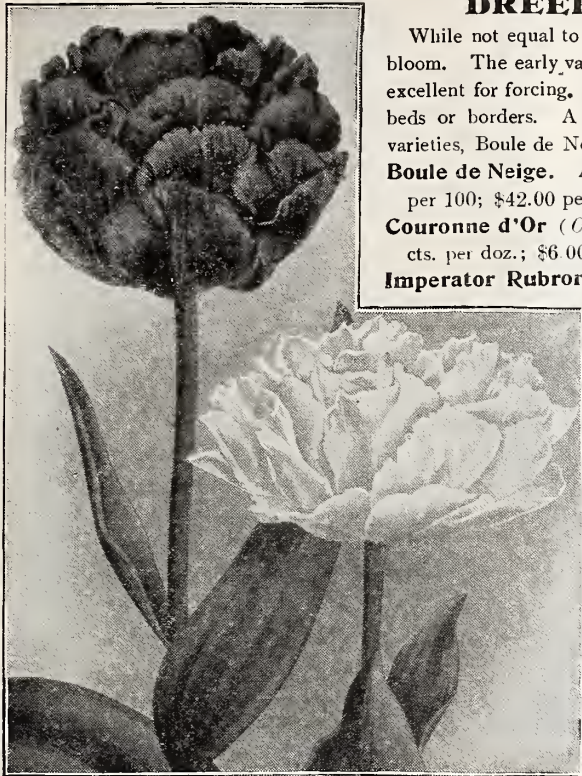 While not equal to
bloom. The early va
excellent for forcing.
beds or borders. A
varieties, Boule de N
Boule de Neige.
per 100; $42.00 pe
Couronne d'Or (
cts. per doz.; $6.00
Imperator Rubror